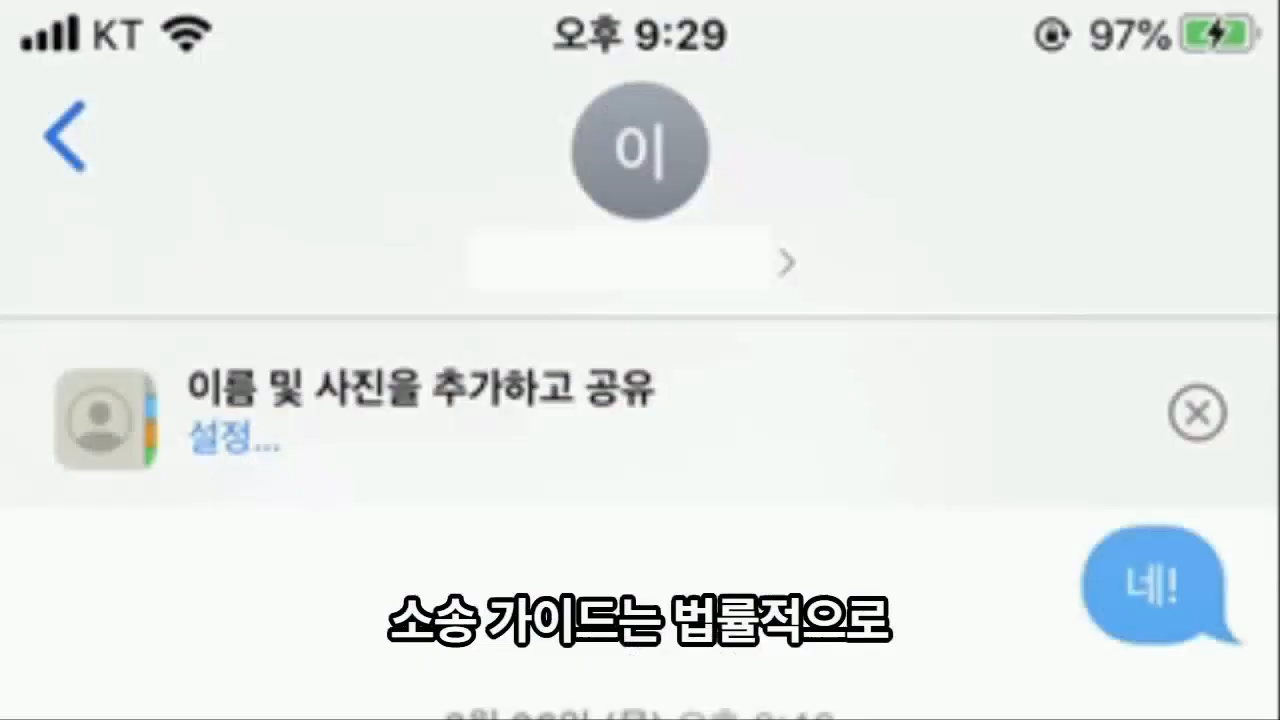 KT 오후 9:29 97%
이
이름 및 사진을 추가하고 공유
설정...
네!
소송 가이드는 법률적으로